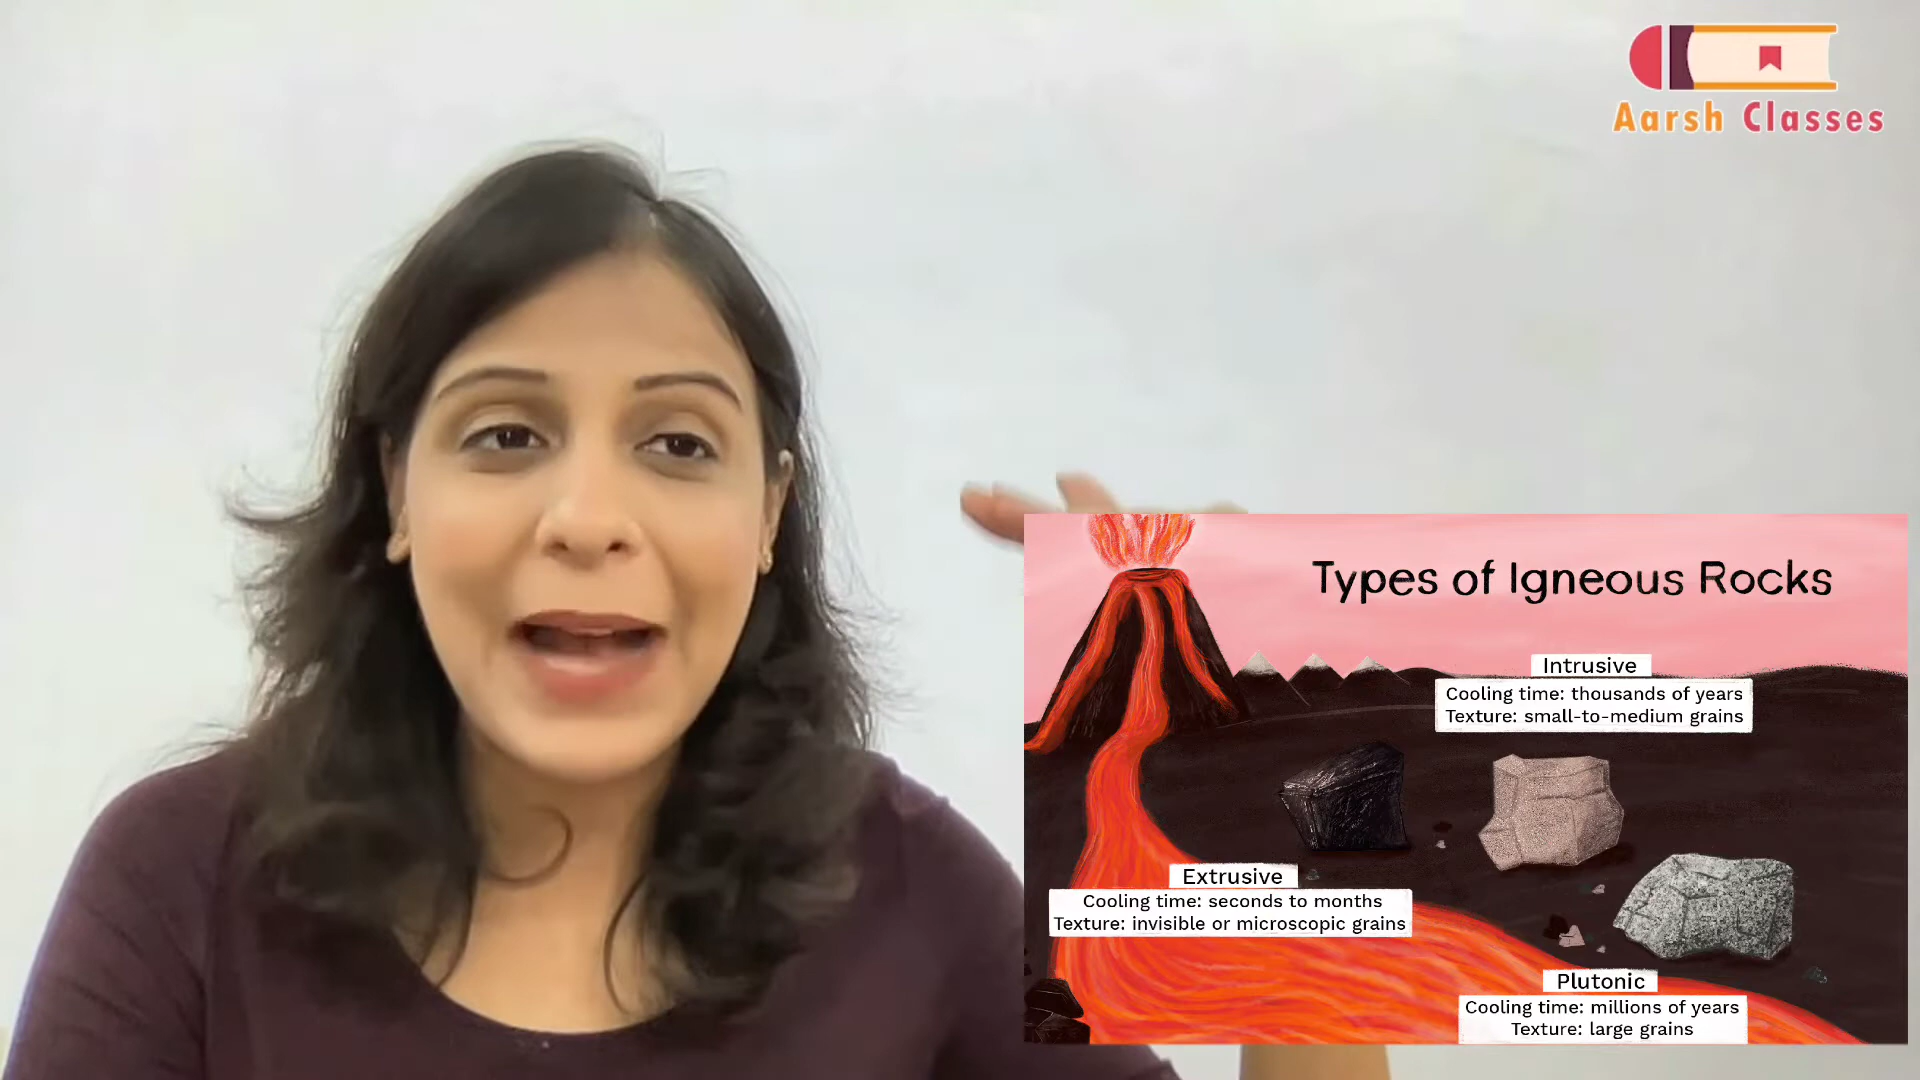 Aarsh Classes
Types of Igneous Rocks
Intrusive
Cooling time: thousands of years
Texture: small-to-medium grains
Extrusive
Cooling time: seconds to months
Texture: invisible or microscopic grains
Plutonic
Cooling time: millions of years
Texture: large grains